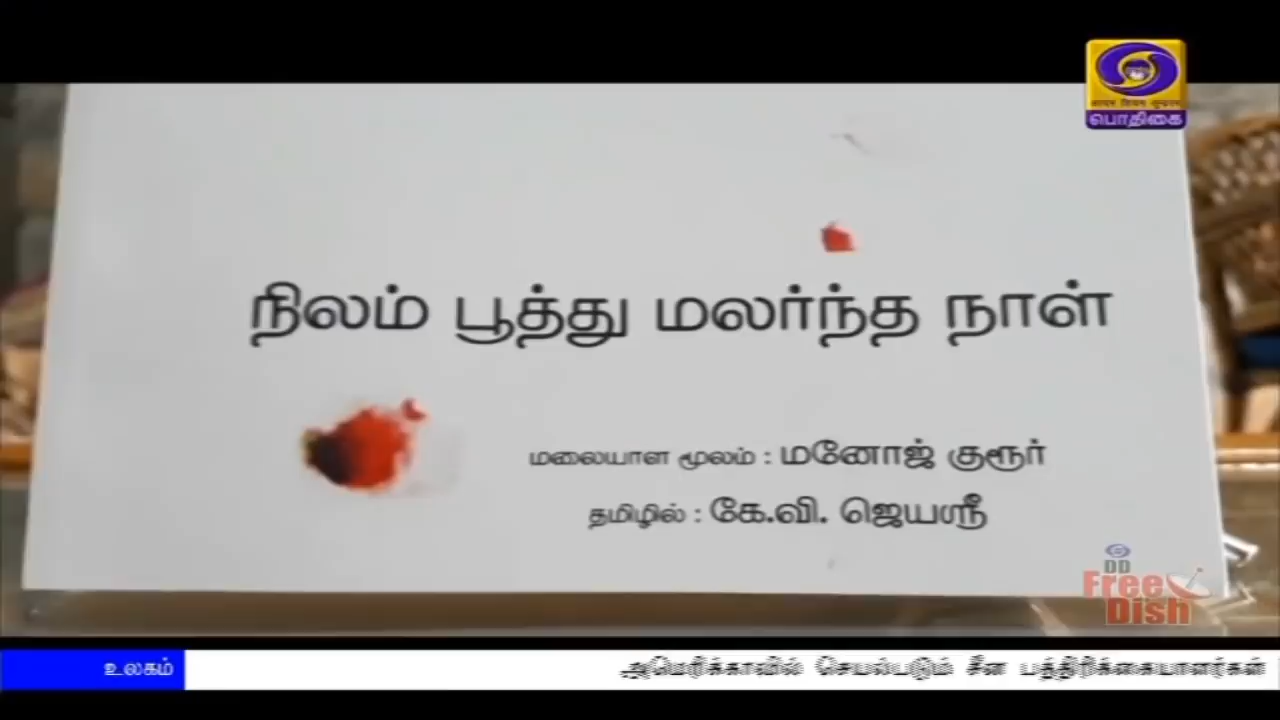 பொதிகை
நிலம் பூத்து மலர்ந்த நாள்
மலையாள மூலம் : மனோஜ் குரூர்
தமிழில் : கே.வி. ஜெயஸ்ரீ
DD
Free
Dish
உலகம்
அமெரிக்காவில் செயல்படும் சீன பத்திரிக்கையாளர்கள்